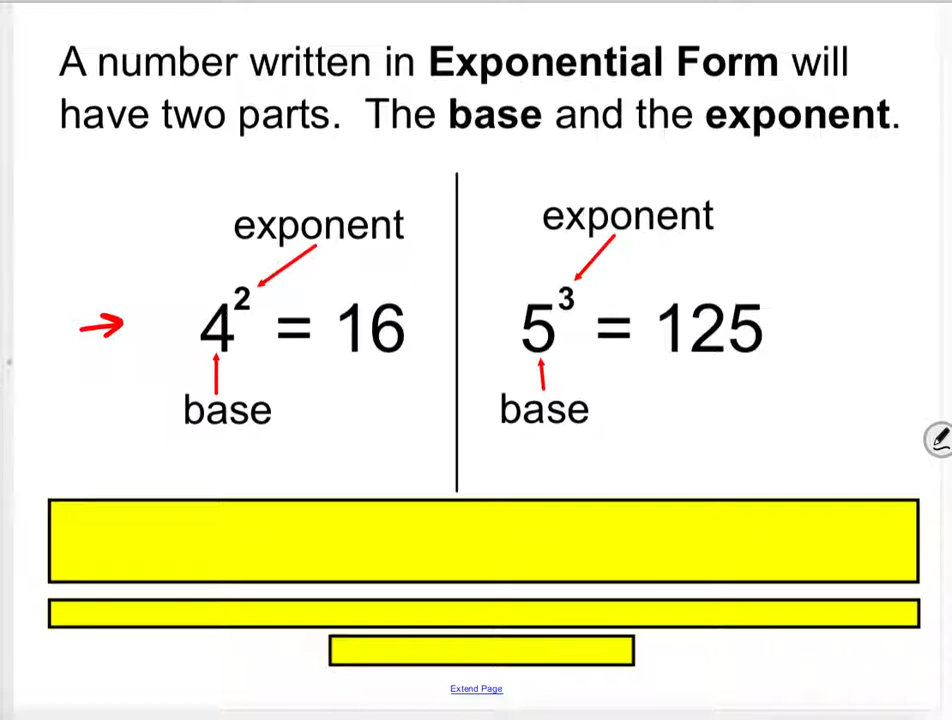 A number written in Exponential Form will
have two parts. The base and the exponent.
exponent
4² = 16
base
exponent
5³ = 125
base
Extend Page